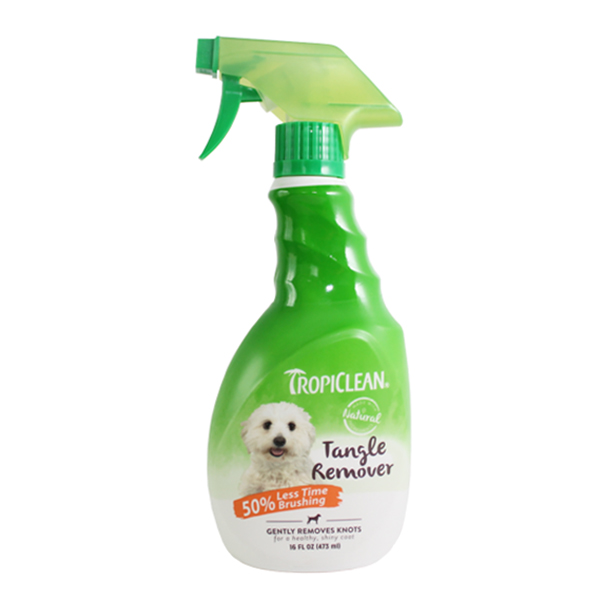 TROPICLEAN®
Natural
Tangle
Remover
50% Less Time
Brushing
GENTLY REMOVES KNOTS
for a healthy, shiny coat
16 FL OZ (473 ml)